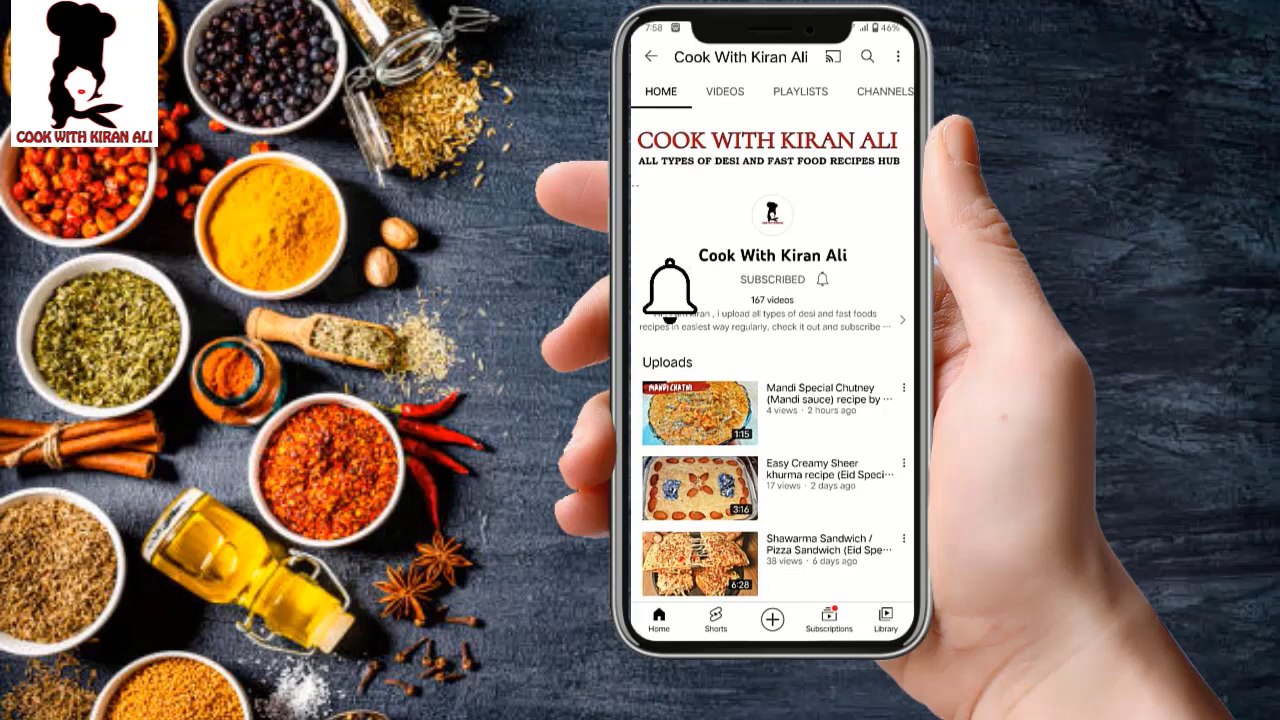 COOK WITH KIRAN ALI
7:58
46%
Cook With Kiran Ali
HOME VIDEOS PLAYLISTS CHANNELS
COOK WITH KIRAN ALI
ALL TYPES OF DESI AND FAST FOOD RECIPES HUB
Cook With Kiran Ali
SUBSCRIBED
167 videos
, i upload all types of desi and fast foods
recipes in easiest way regularly, check it out and subscribe ...
Uploads
MANDI CHATNI
1:15
Mandi Special Chutney
(Mandi sauce) recipe by ...
4 views · 2 hours ago
3:16
Easy Creamy Sheer
khurma recipe (Eid Speci...
17 views · 2 days ago
6:28
Shawarma Sandwich /
Pizza Sandwich (Eid Spe...
38 views · 6 days ago
Home Shorts Subscriptions Library